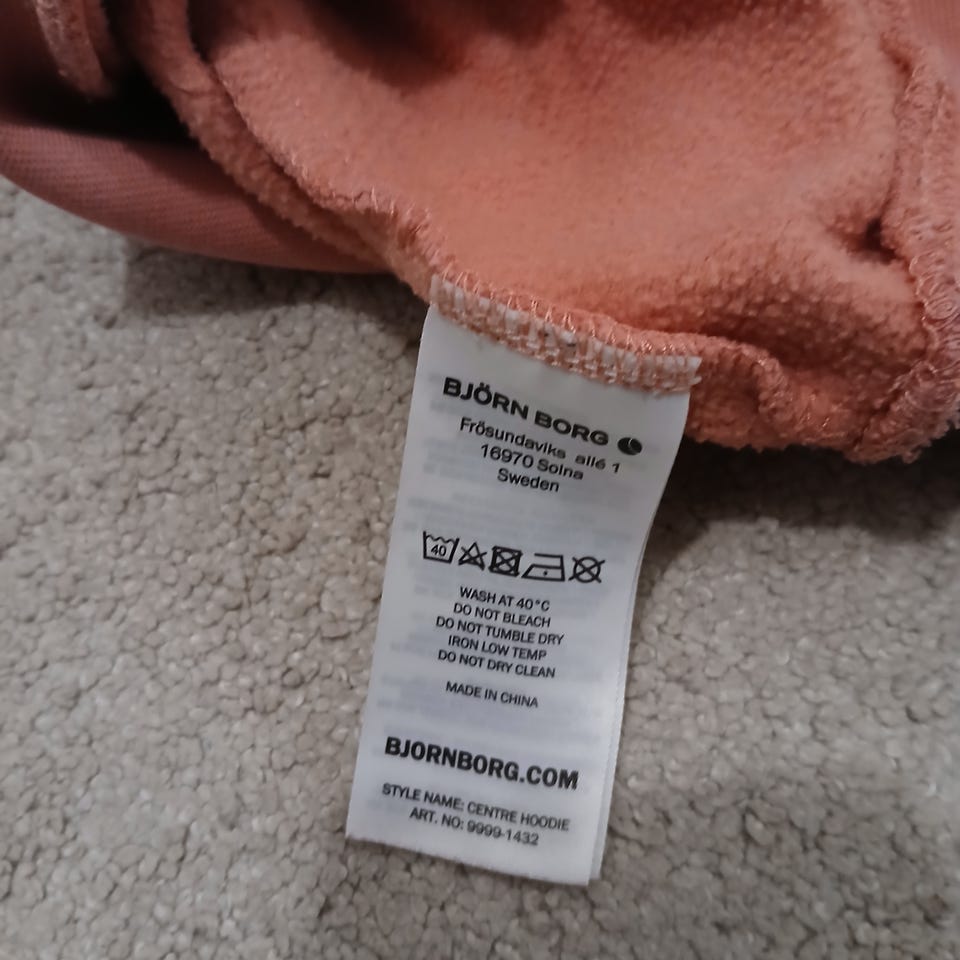 BJÖRN BORG
Frösundaviks allé 1
16970 Solna
Sweden
40
WASH AT 40°C
DO NOT BLEACH
DO NOT TUMBLE DRY
IRON LOW TEMP
DO NOT DRY CLEAN
MADE IN CHINA
BJORNBORG.COM
STYLE NAME: CENTRE HOODIE
ART. NO: 9999-1432